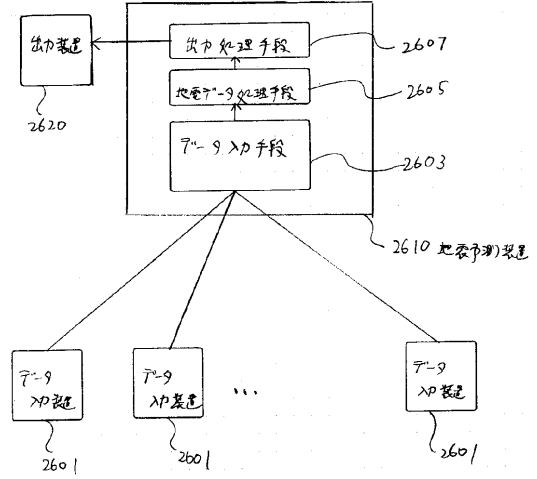 出力装置
2620
出力処理手段
2607
地震データ処理手段
2605
データ入力手段
2603
2610 地震予測装置
データ
入力装置
2601
データ
入力装置
2601
...
データ
入力装置
2601